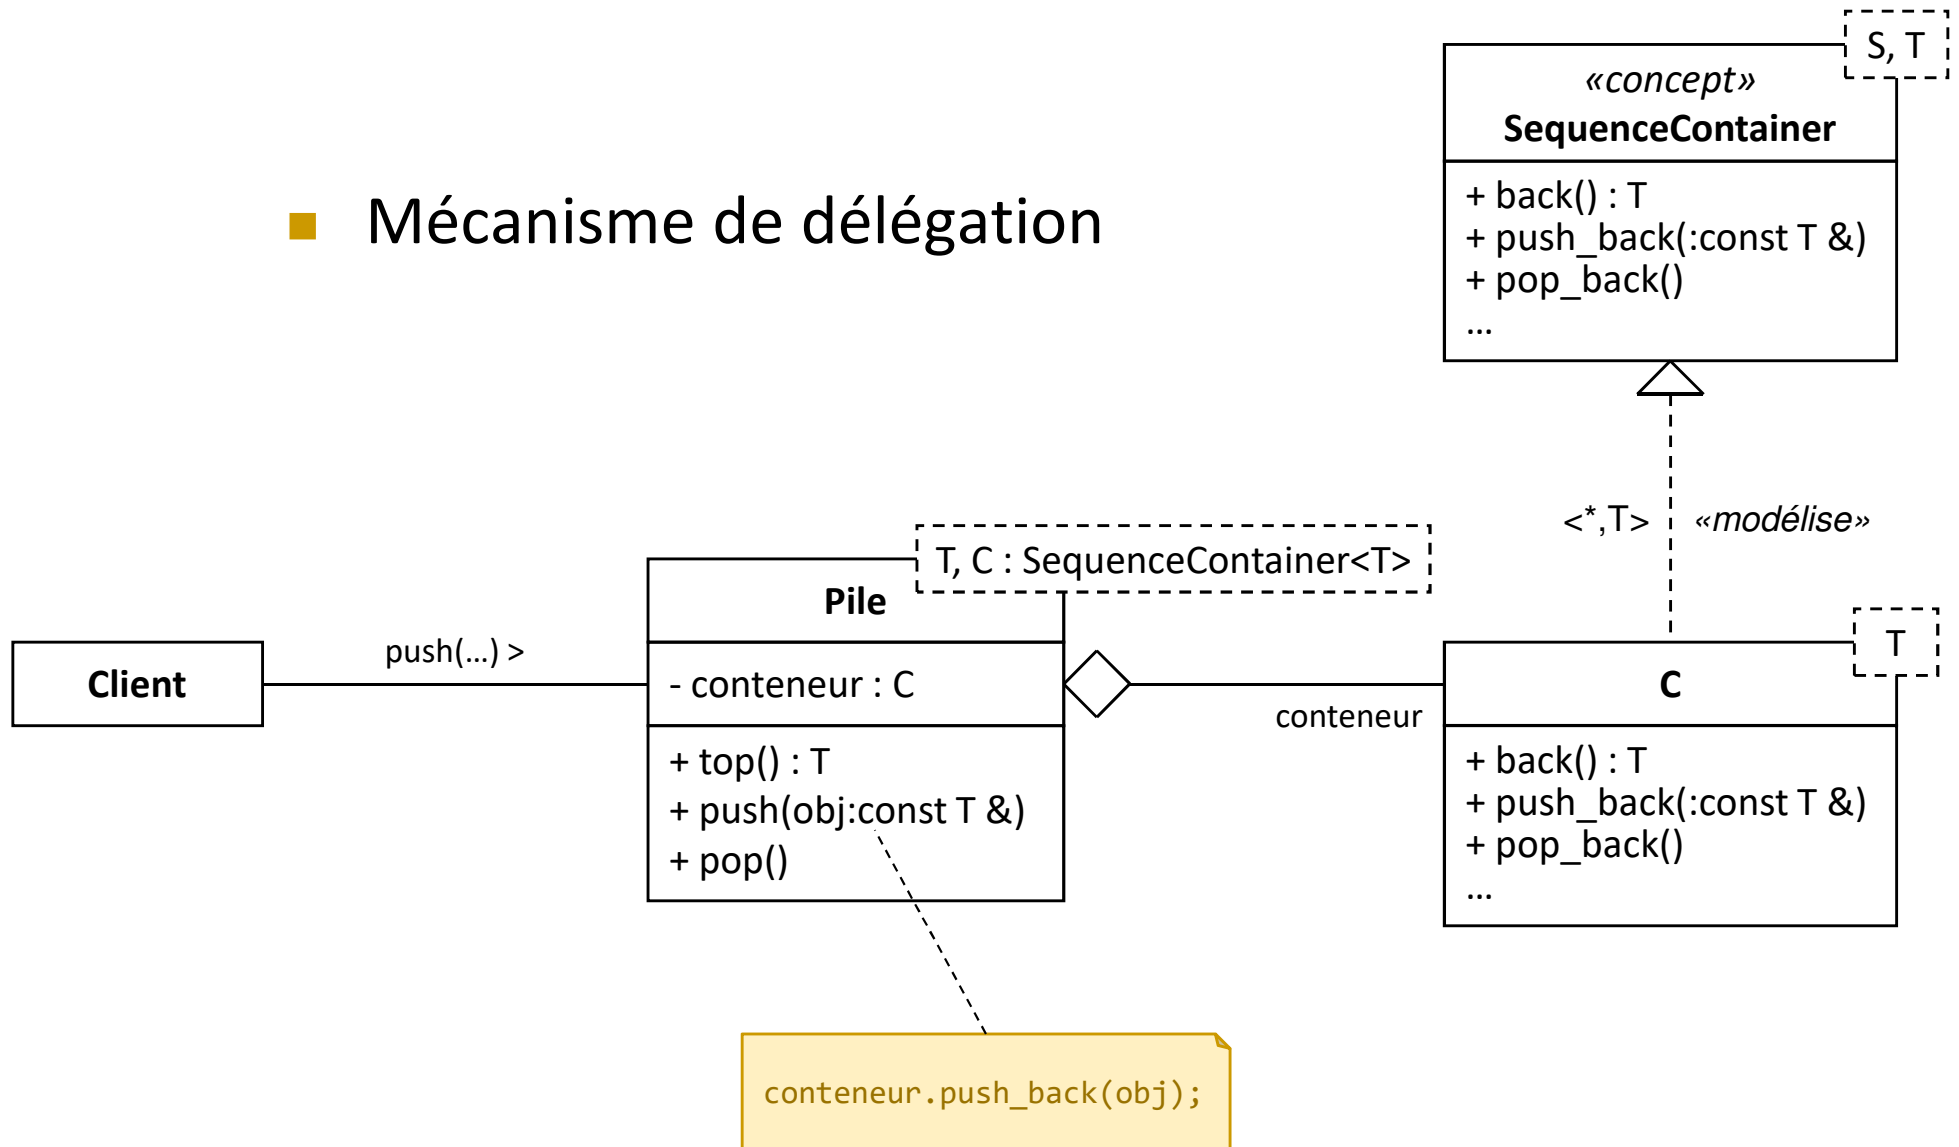 Mécanisme de délégation
S, T
«concept»
SequenceContainer
+ back() : T
+ push_back(:const T &)
+ pop_back()
...
<*,T>
«modélise»
T, C : SequenceContainer<T>
Pile
- conteneur : C
+ top() : T
+ push(obj:const T &)
+ pop()
Client
push(...) >
conteneur
T
C
+ back() : T
+ push_back(:const T &)
+ pop_back()
...
conteneur.push_back(obj);